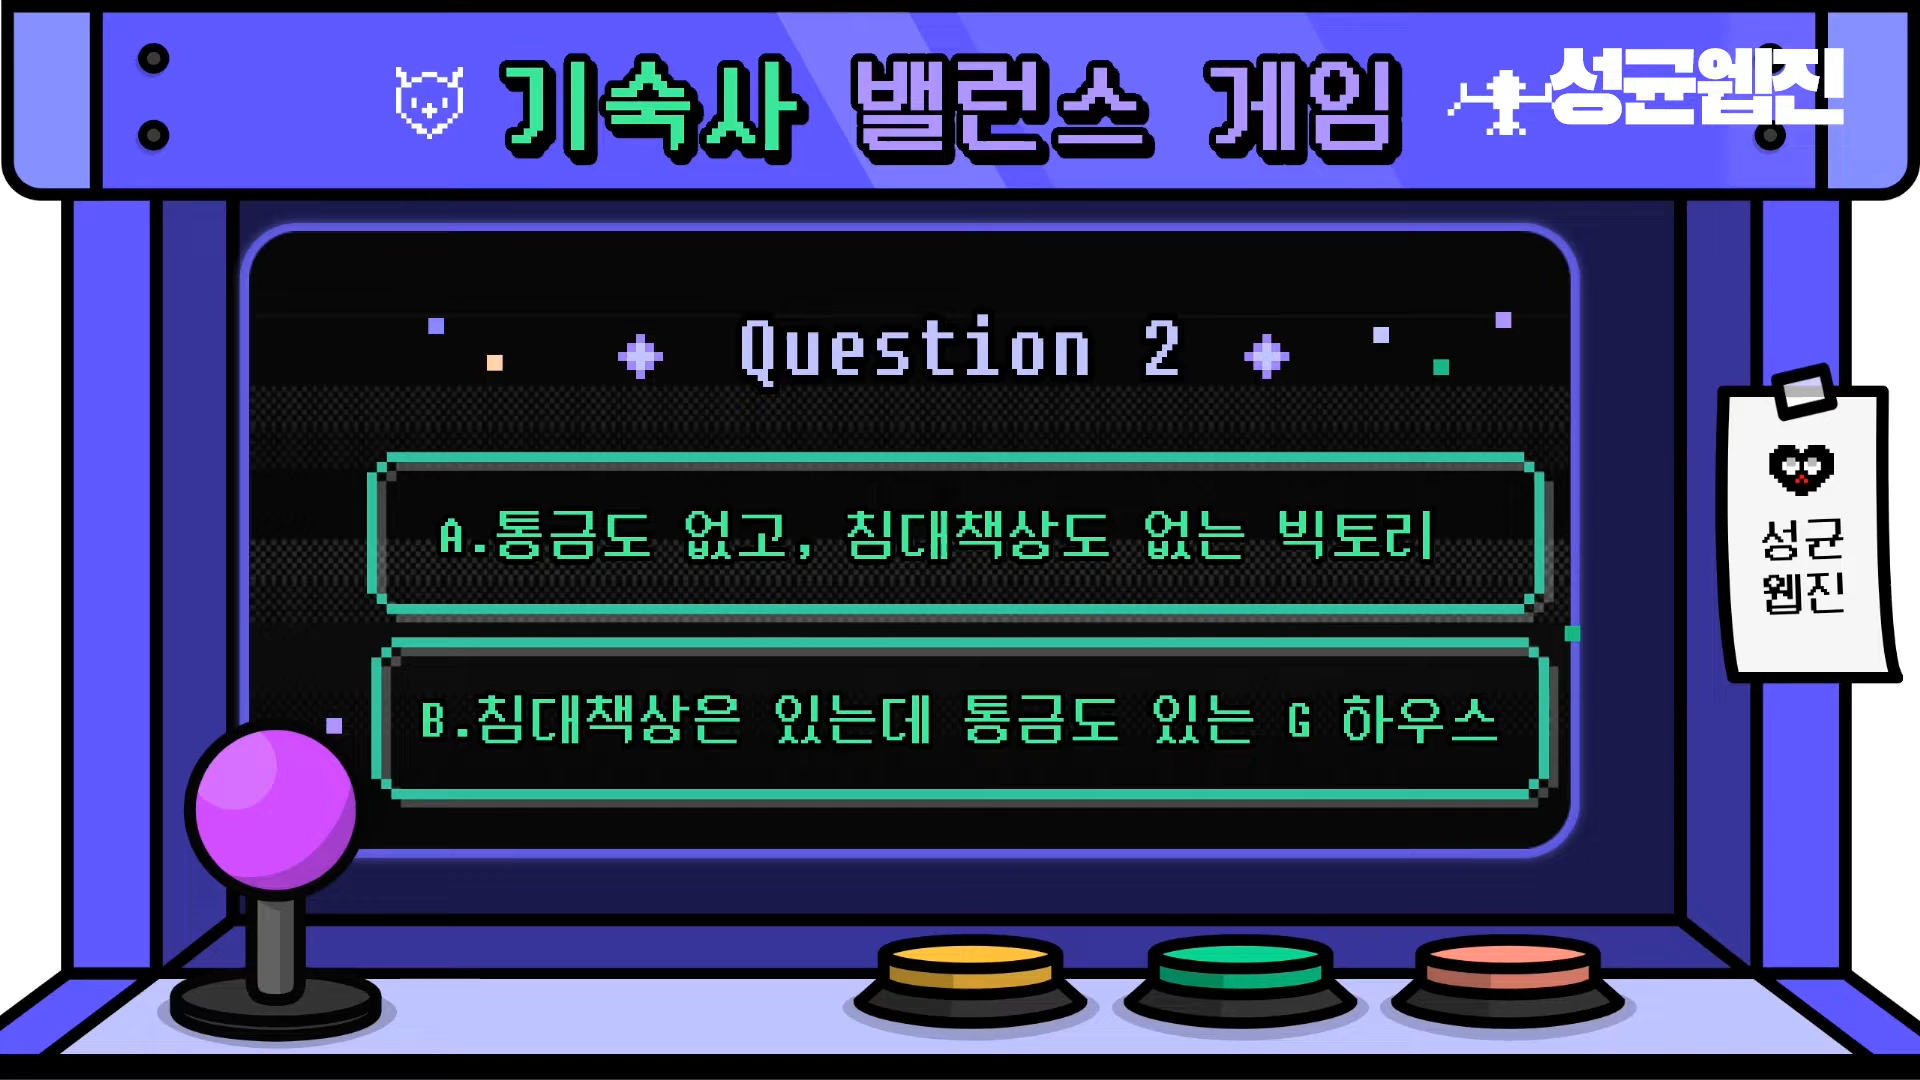 기숙사 밸런스 게임
성균웹진
Question 2
A.통금도 없고, 침대책상도 없는 빅토리
B.침대책상은 있는데 통금도 있는 G 하우스
성균
웹진